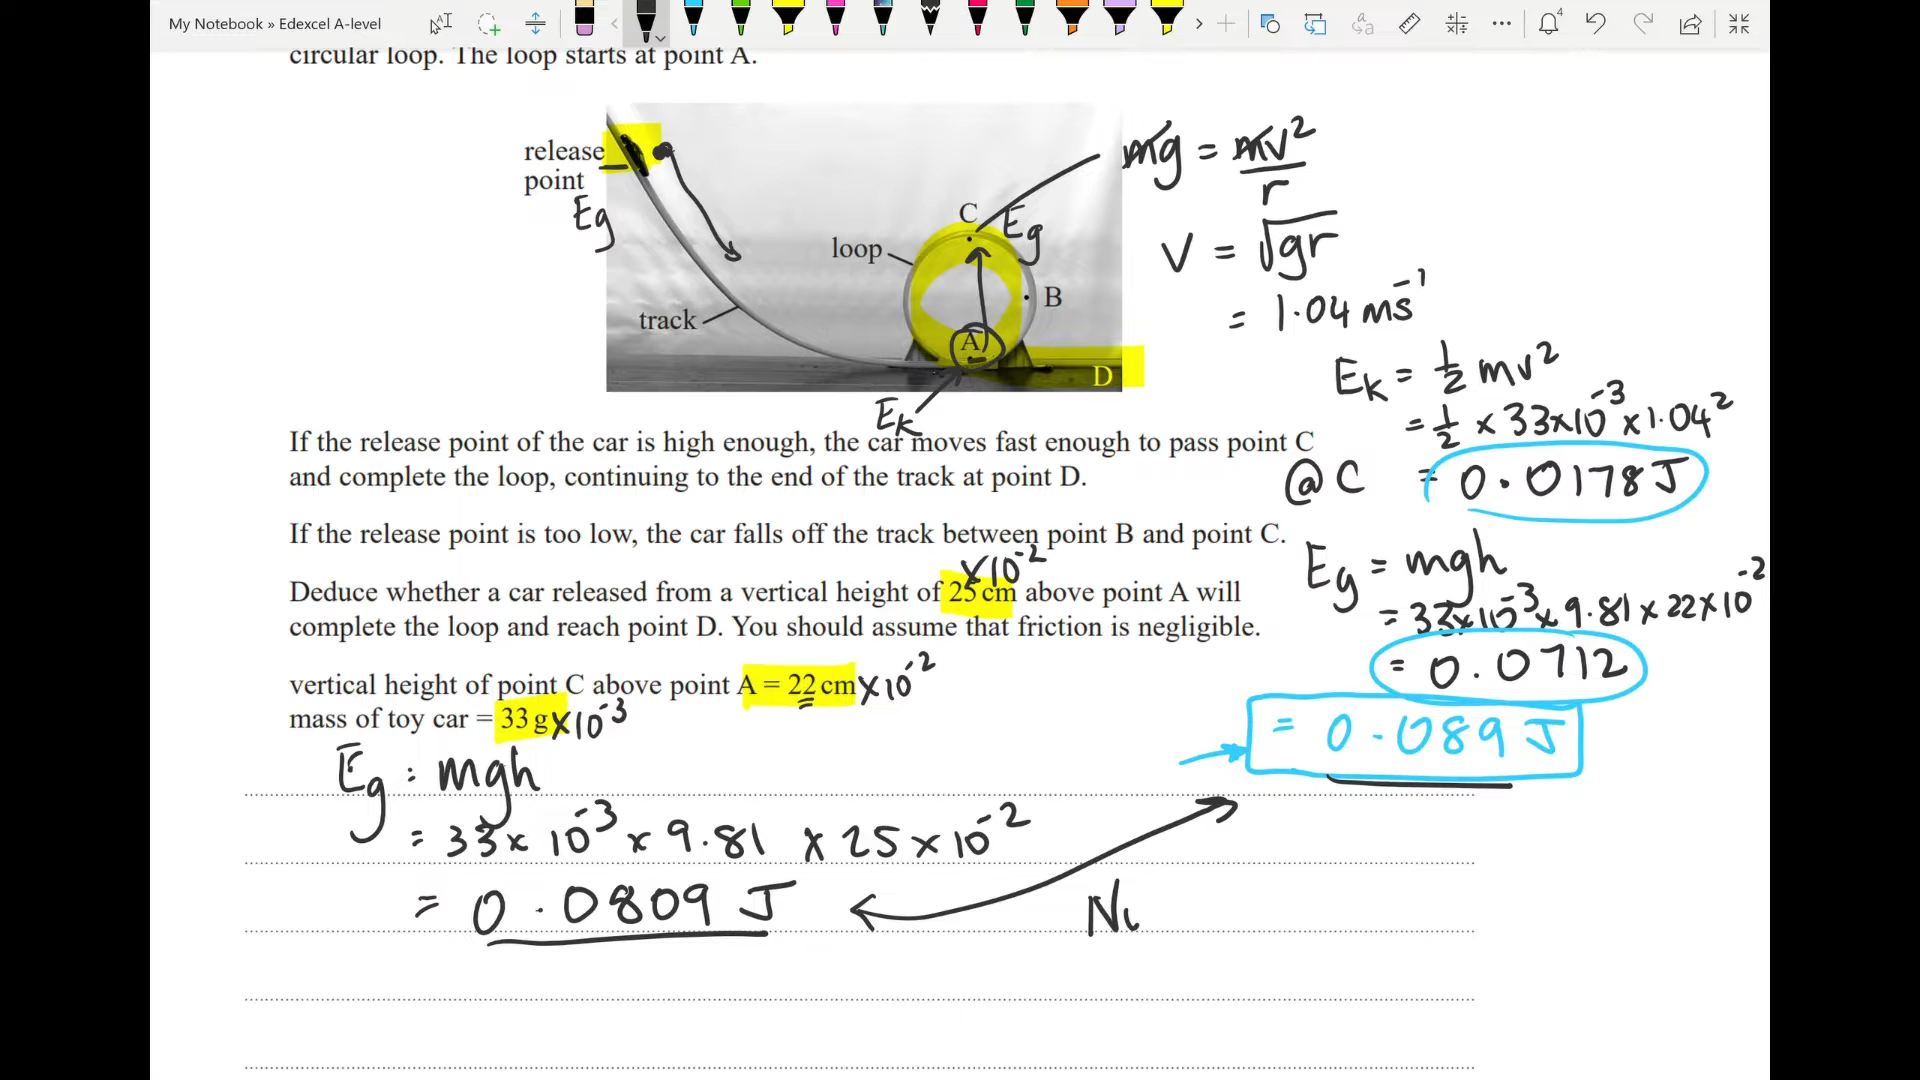 My Notebook » Edexcel A-level
4
circular loop. The loop starts at point A.
release
point
Eg
C
Eg
loop
B
track
A
D
Ek
mg = mv²/r
V = √gr
= 1.04 ms⁻¹
Ek = ½ mv²
= ½ × 33×10⁻³ × 1.04²
@ C = 0.0178 J
If the release point of the car is high enough, the car moves fast enough to pass point C
and complete the loop, continuing to the end of the track at point D.
If the release point is too low, the car falls off the track between point B and point C.
×10⁻²
Deduce whether a car released from a vertical height of 25 cm above point A will
complete the loop and reach point D. You should assume that friction is negligible.
Eg = mgh
= 33×10⁻³ × 9.81 × 22×10⁻²
= 0.0712
= 0.089 J
vertical height of point C above point A = 22 cm ×10⁻²
mass of toy car = 33 g ×10⁻³
Eg : mgh
= 33× 10⁻³ × 9.81 × 25×10⁻²
= 0.0809 J